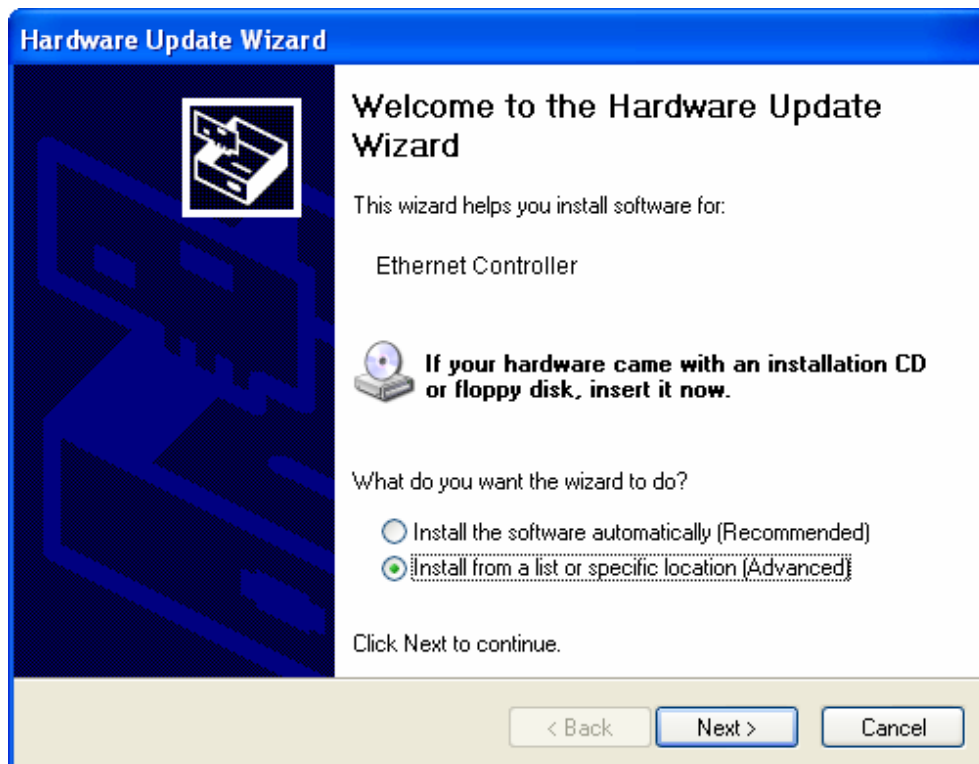 Hardware Update Wizard
Welcome to the Hardware Update
Wizard
This wizard helps you install software for:
Ethernet Controller
If your hardware came with an installation CD
or floppy disk, insert it now.
What do you want the wizard to do?
Install the software automatically (Recommended)
Install from a list or specific location (Advanced)
Click Next to continue.
< Back Next > Cancel